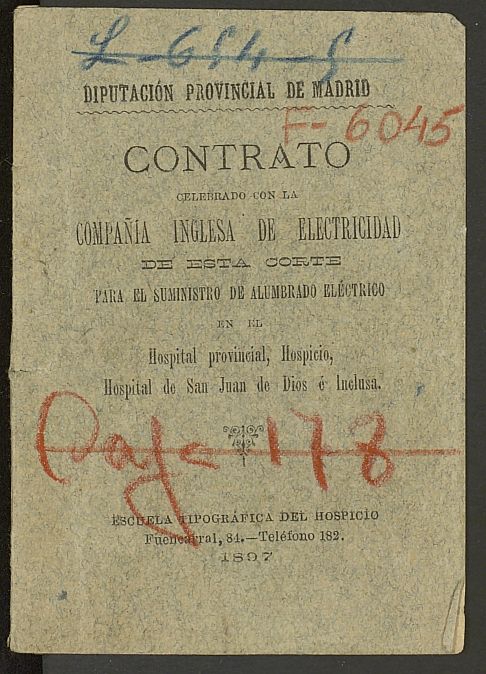 L-654-5
DIPUTACIÓN PROVINCIAL DE MADRID
F-6045
CONTRATO
CELEBRADO CON LA
COMPAÑÍA INGLESA DE ELECTRICIDAD
DE ESTA CORTE
PARA EL SUMINISTRO DE ALUMBRADO ELÉCTRICO
EN EL
Hospital provincial, Hospicio,
Hospital de San Juan de Dios é Inclusa.
Caja 178
ESCUELA TIPOGRÁFICA DEL HOSPICIO
Fuencarral, 84.—Teléfono 182.
1897